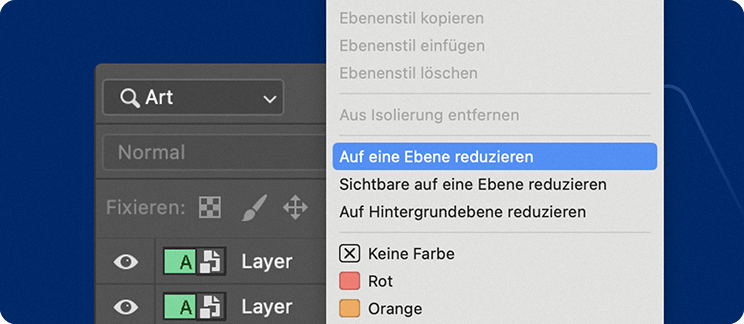 Ebenenstil kopieren
Ebenenstil einfügen
Ebenenstil löschen
Aus Isolierung entfernen
Auf eine Ebene reduzieren
Sichtbare auf eine Ebene reduzieren
Auf Hintergrundebene reduzieren
Keine Farbe
Rot
Orange
Art
Normal
Fixieren:
A Layer
A Layer